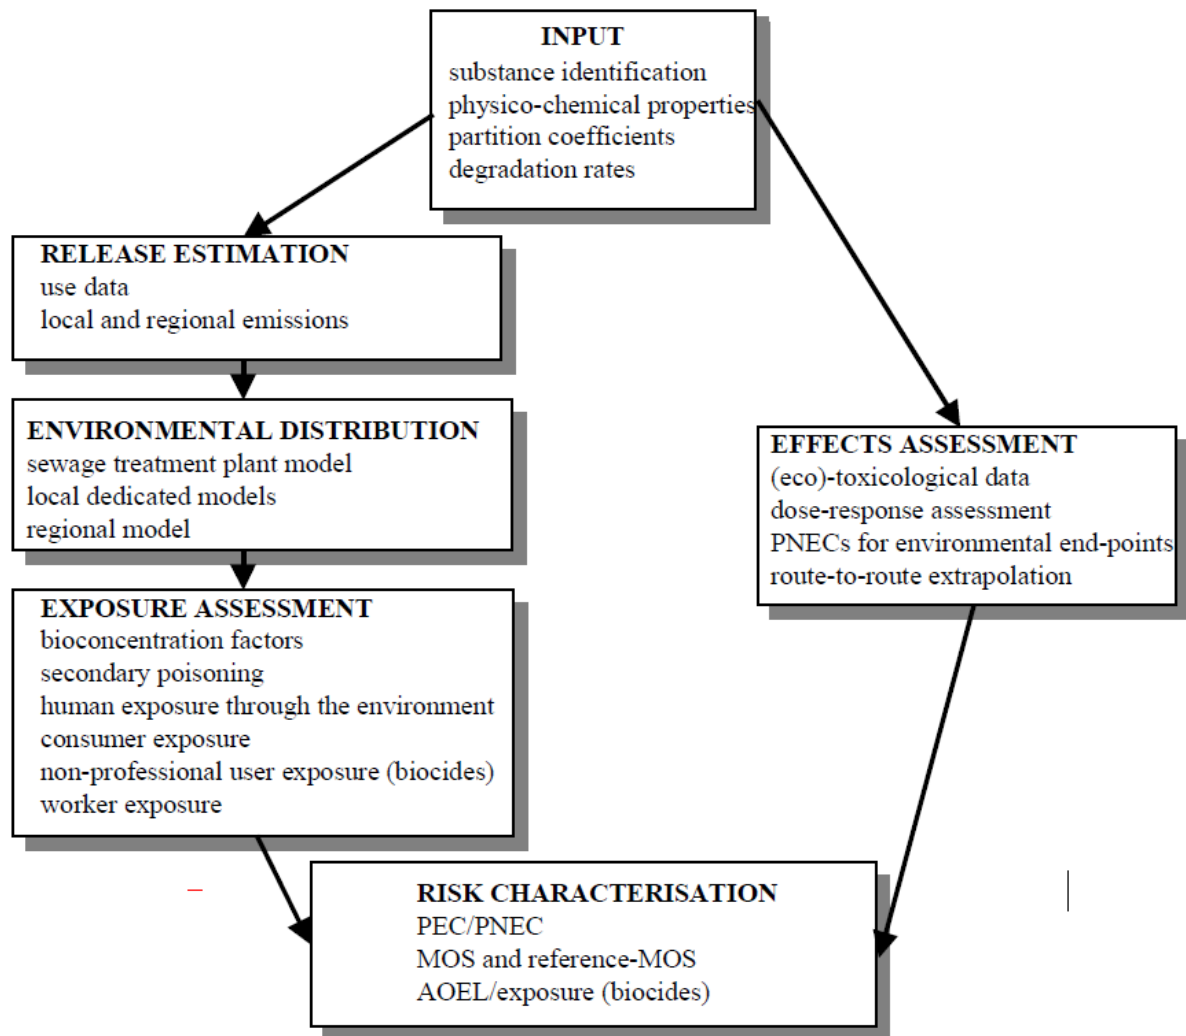 INPUT
substance identification
physico-chemical properties
partition coefficients
degradation rates
RELEASE ESTIMATION
use data
local and regional emissions
ENVIRONMENTAL DISTRIBUTION
sewage treatment plant model
local dedicated models
regional model
EXPOSURE ASSESSMENT
bioconcentration factors
secondary poisoning
human exposure through the environment
consumer exposure
non-professional user exposure (biocides)
worker exposure
EFFECTS ASSESSMENT
(eco)-toxicological data
dose-response assessment
PNECs for environmental end-points
route-to-route extrapolation
RISK CHARACTERISATION
PEC/PNEC
MOS and reference-MOS
AOEL/exposure (biocides)